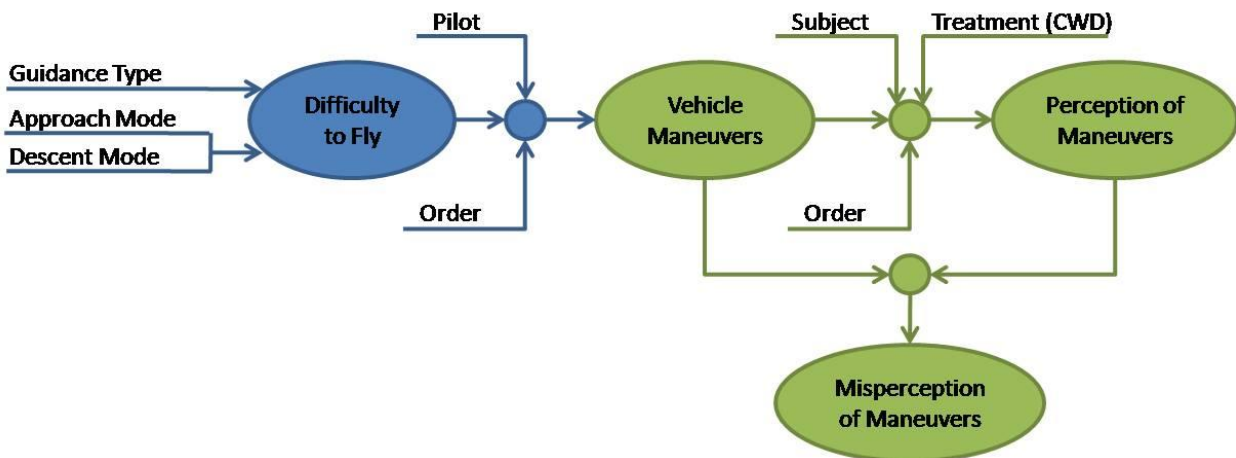 Pilot
Subject
Treatment (CWD)
Guidance Type
Approach Mode
Descent Mode
Difficulty
to Fly
Vehicle
Maneuvers
Perception of
Maneuvers
Order
Order
Misperception
of Maneuvers